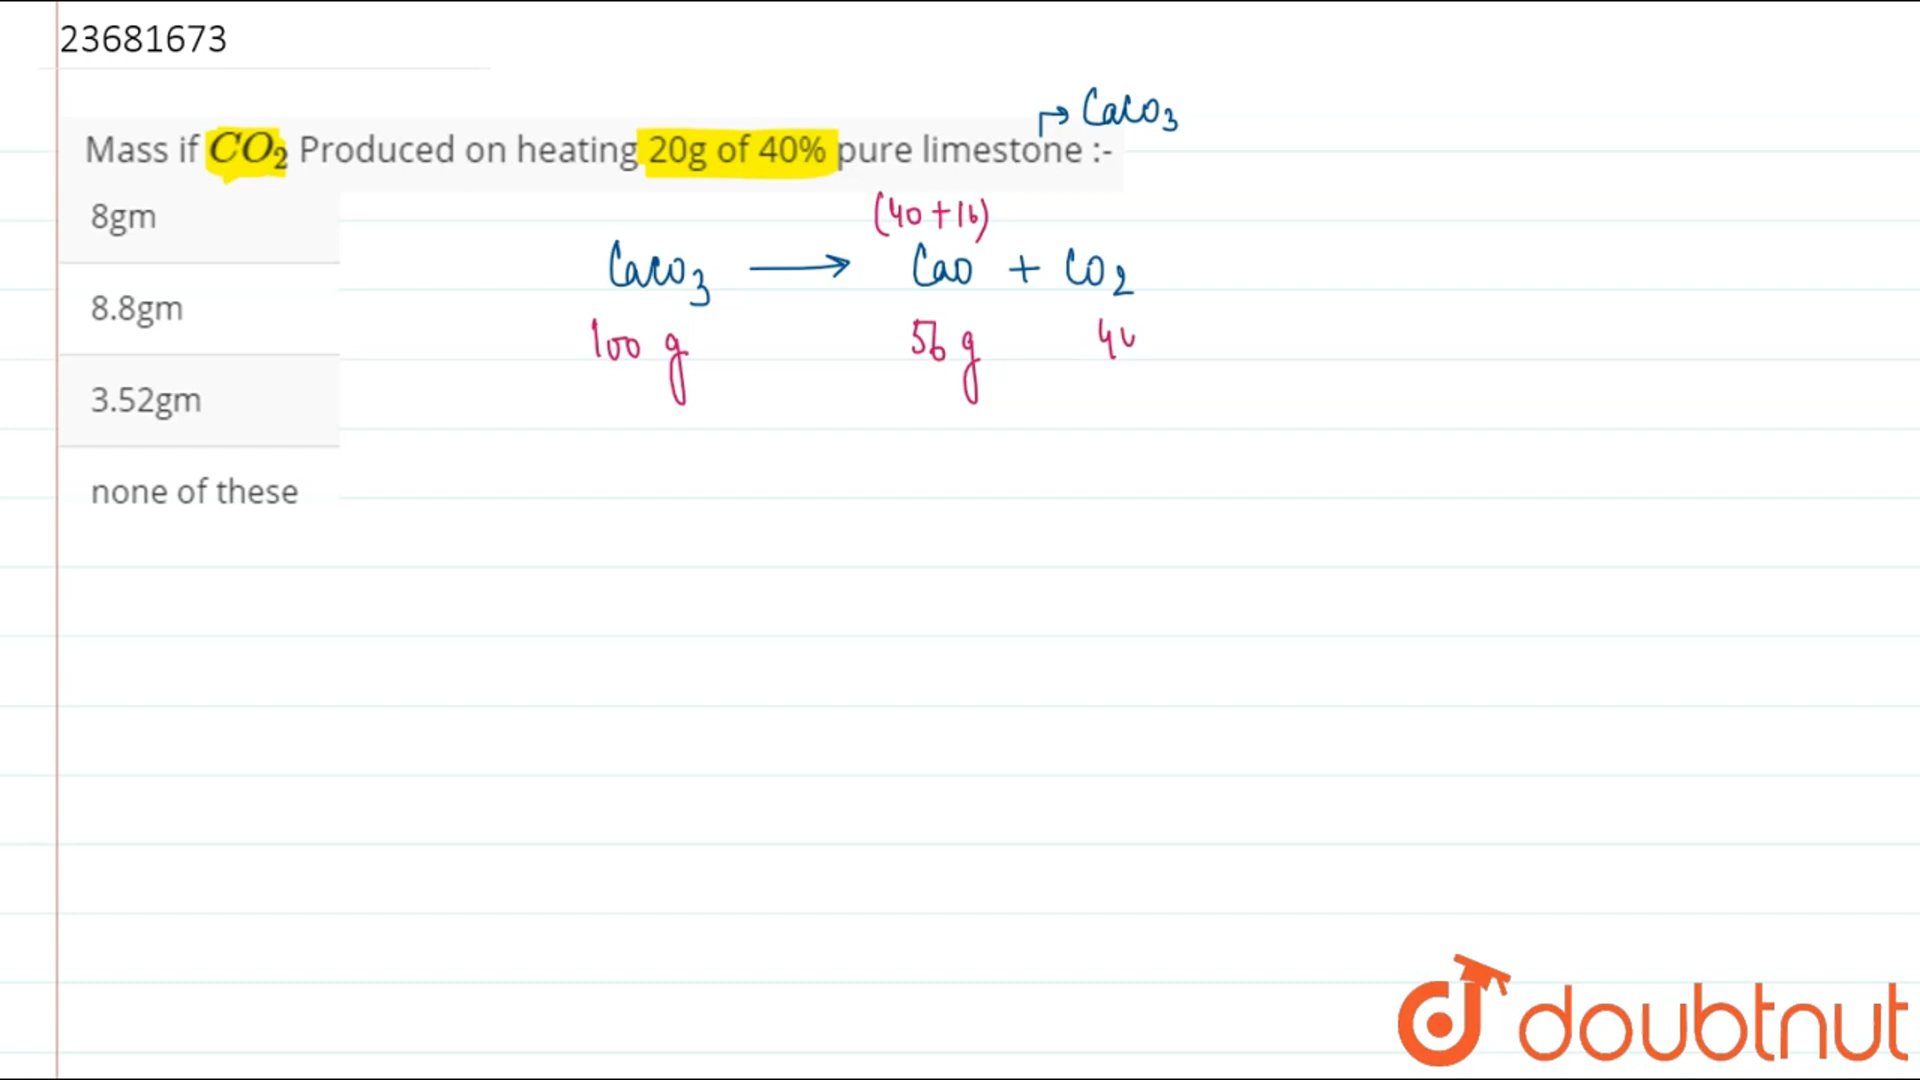 23681673
CaCO3
Mass if CO2 Produced on heating 20g of 40% pure limestone :-
8gm
(40+16)
CaCO3 → CaO + CO2
8.8gm
100 g 56 g 44
3.52gm
none of these
doubtnut